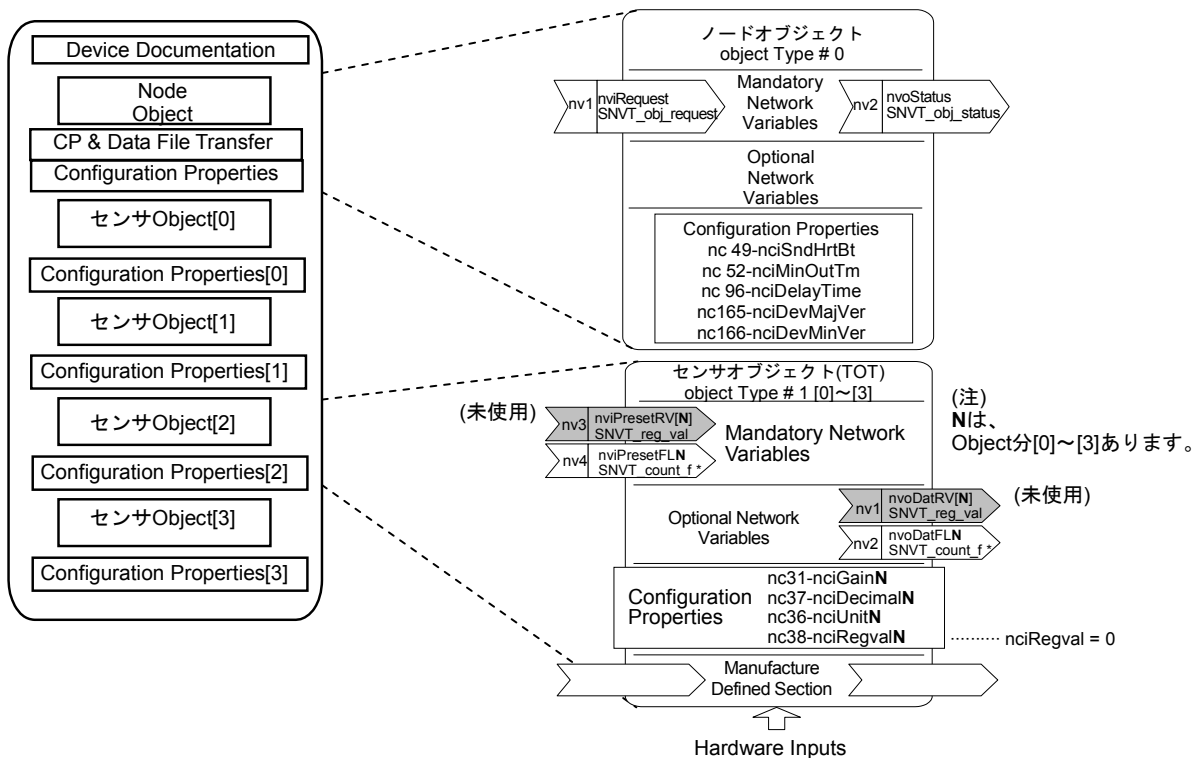 Device Documentation
Node
Object
CP & Data File Transfer
Configuration Properties
センサObject[0]
Configuration Properties[0]
センサObject[1]
Configuration Properties[1]
センサObject[2]
Configuration Properties[2]
センサObject[3]
Configuration Properties[3]
ノードオブジェクト
object Type # 0
nv1
nviRequest
SNVT_obj_request
Mandatory
Network
Variables
nv2
nvoStatus
SNVT_obj_status
Optional
Network
Variables
Configuration Properties
nc 49-nciSndHrtBt
nc 52-nciMinOutTm
nc 96-nciDelayTime
nc165-nciDevMajVer
nc166-nciDevMinVer
センサオブジェクト(TOT)
object Type # 1 [0]～[3]
(未使用)
nv3
nviPresetRV[N]
SNVT_reg_val
nv4
nviPresetFLN
SNVT_count_f *
Mandatory Network
Variables
(注)
Nは、
Object分[0]～[3]あります。
Optional Network
Variables
nv1
nvoDatRV[N]
SNVT_reg_val
(未使用)
nv2
nvoDatFLN
SNVT_count_f *
Configuration
Properties
nc31-nciGainN
nc37-nciDecimalN
nc36-nciUnitN
nc38-nciRegvalN
·········· nciRegval = 0
Manufacture
Defined Section
Hardware Inputs